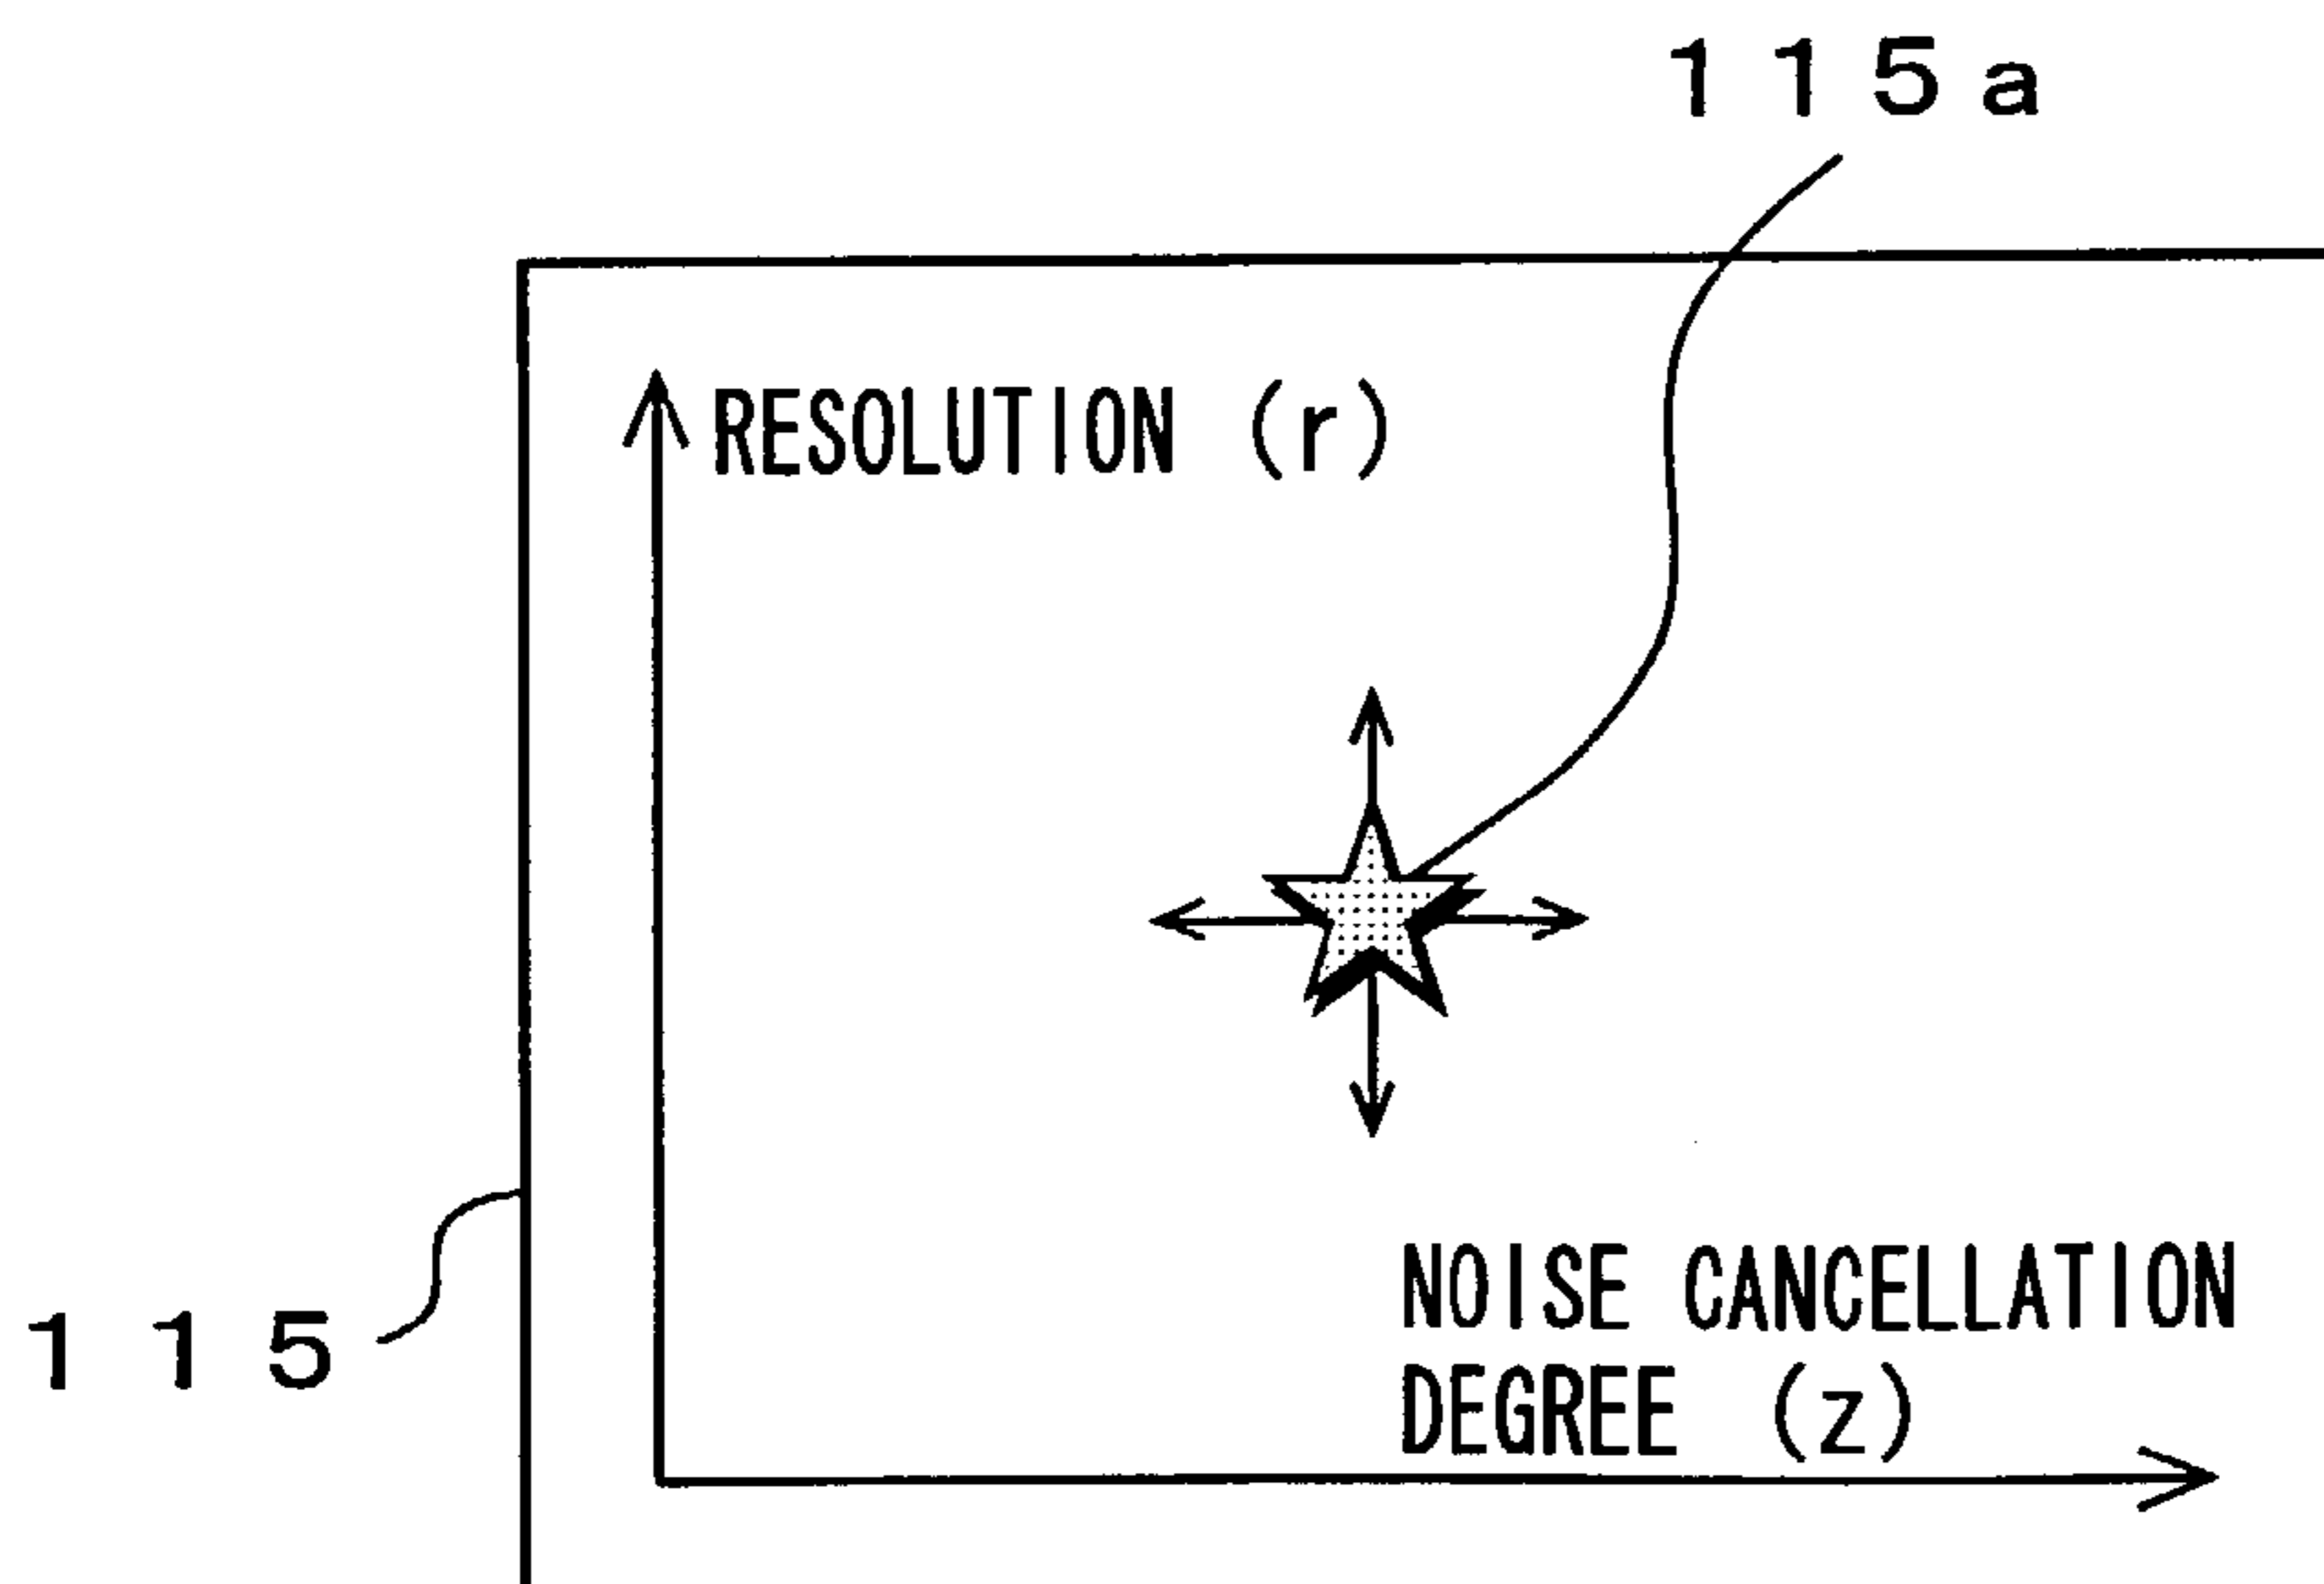 115a
RESOLUTION (r)
NOISE CANCELLATION
DEGREE (z)
115